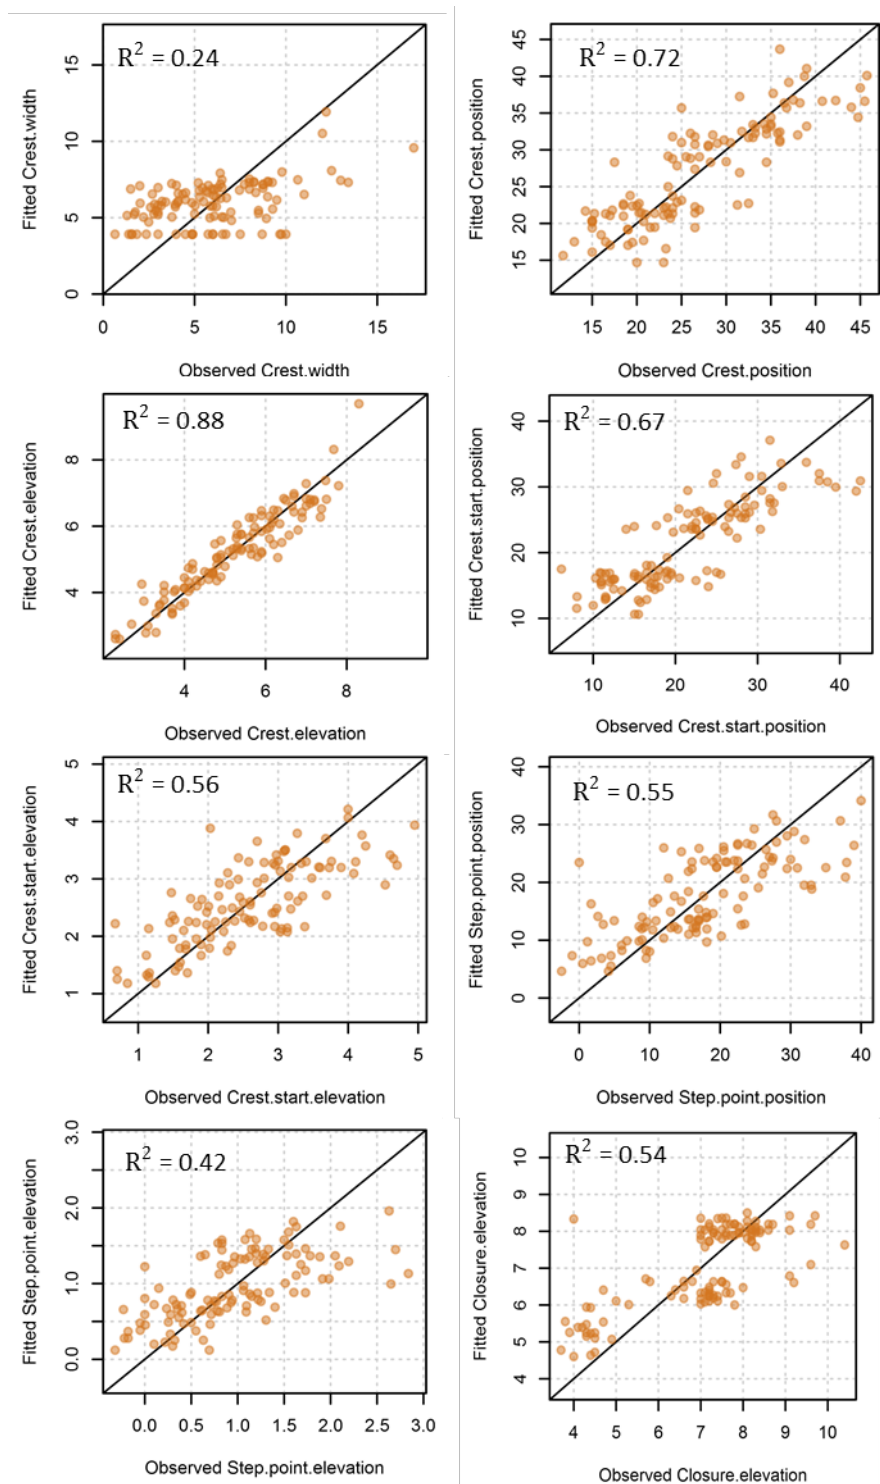 R² = 0.24
15
10
5
0
Fitted Crest.width
0 5 10 15
Observed Crest.width
R² = 0.72
45
40
35
30
25
20
15
Fitted Crest.position
15 20 25 30 35 40 45
Observed Crest.position
R² = 0.88
8
6
4
Fitted Crest.elevation
4 6 8
Observed Crest.elevation
R² = 0.67
40
30
20
10
Fitted Crest.start.position
10 20 30 40
Observed Crest.start.position
R² = 0.56
5
4
3
2
1
Fitted Crest.start.elevation
1 2 3 4 5
Observed Crest.start.elevation
R² = 0.55
40
30
20
10
0
Fitted Step.point.position
0 10 20 30 40
Observed Step.point.position
R² = 0.42
3.0
2.0
1.0
0.0
Fitted Step.point.elevation
0.0 0.5 1.0 1.5 2.0 2.5 3.0
Observed Step.point.elevation
R² = 0.54
10
9
8
7
6
5
4
Fitted Closure.elevation
4 5 6 7 8 9 10
Observed Closure.elevation